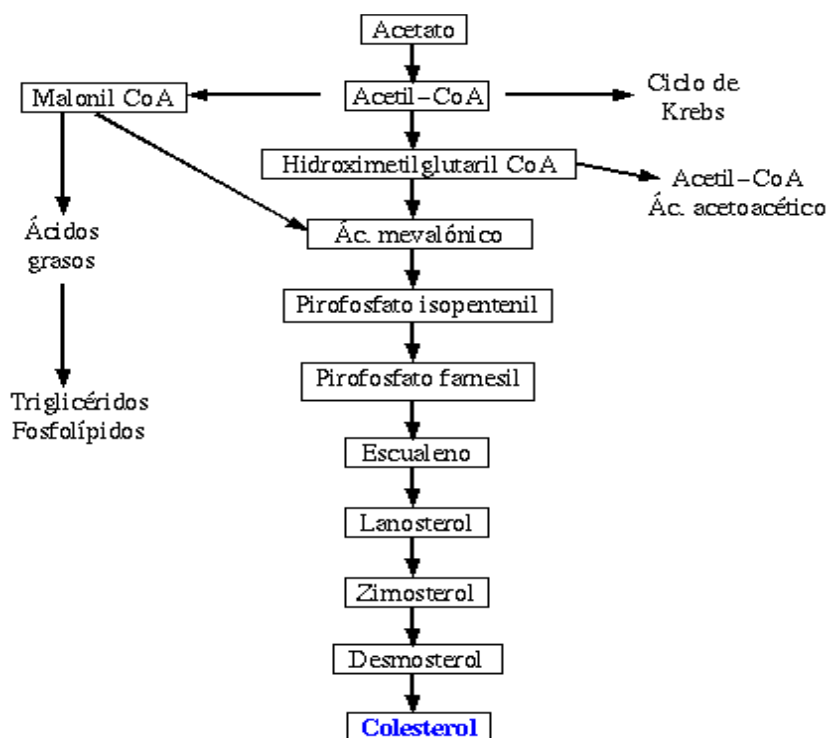 Acetato
Malonil CoA
Acetil-CoA
Ciclo de
Krebs
Hidroximetilglutaril CoA
Acetil-CoA
Ác. acetoacético
Ácidos
grasos
Ác. mevalónico
Pirofosfato isopentenil
Pirofosfato farnesil
Triglicéridos
Fosfolípidos
Escualeno
Lanosterol
Zimosterol
Desmosterol
Colesterol